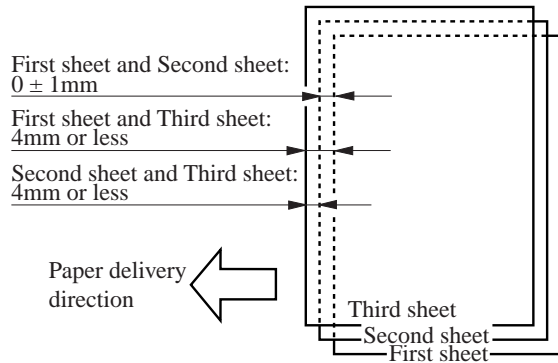 First sheet and Second sheet:
0 ± 1mm
First sheet and Third sheet:
4mm or less
Second sheet and Third sheet:
4mm or less
Paper delivery
direction
Third sheet
Second sheet
First sheet